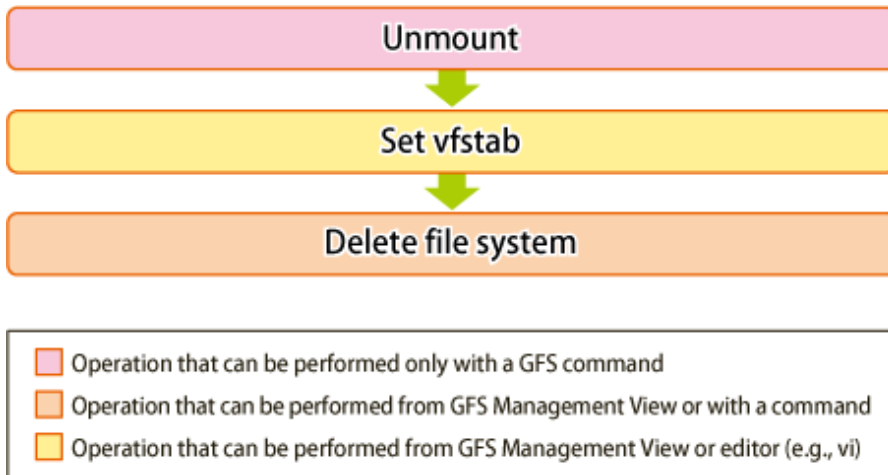 Unmount
Set vfstab
Delete file system
Operation that can be performed only with a GFS command
Operation that can be performed from GFS Management View or with a command
Operation that can be performed from GFS Management View or editor (e.g., vi)